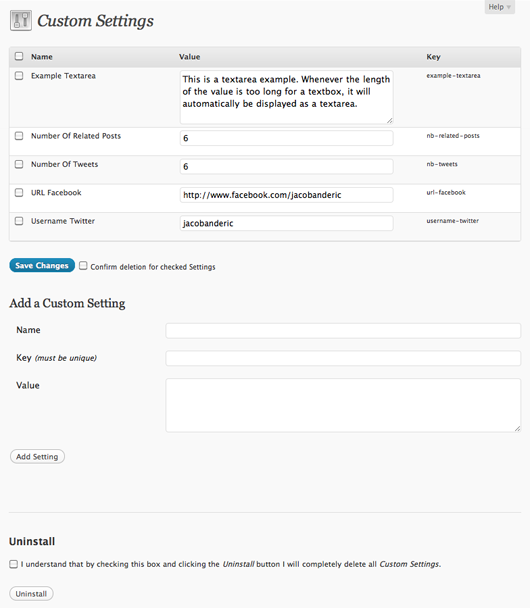 Help
Custom Settings
Name Value Key
Example Textarea This is a textarea example. Whenever the length example-textarea
of the value is too long for a textbox, it will
automatically be displayed as a textarea.
Number Of Related Posts 6 nb-related-posts
Number Of Tweets 6 nb-tweets
URL Facebook http://www.facebook.com/jacobanderic url-facebook
Username Twitter jacobanderic username-twitter
Save Changes Confirm deletion for checked Settings
Add a Custom Setting
Name
Key (must be unique)
Value
Add Setting
Uninstall
I understand that by checking this box and clicking the Uninstall button I will completely delete all Custom Settings.
Uninstall